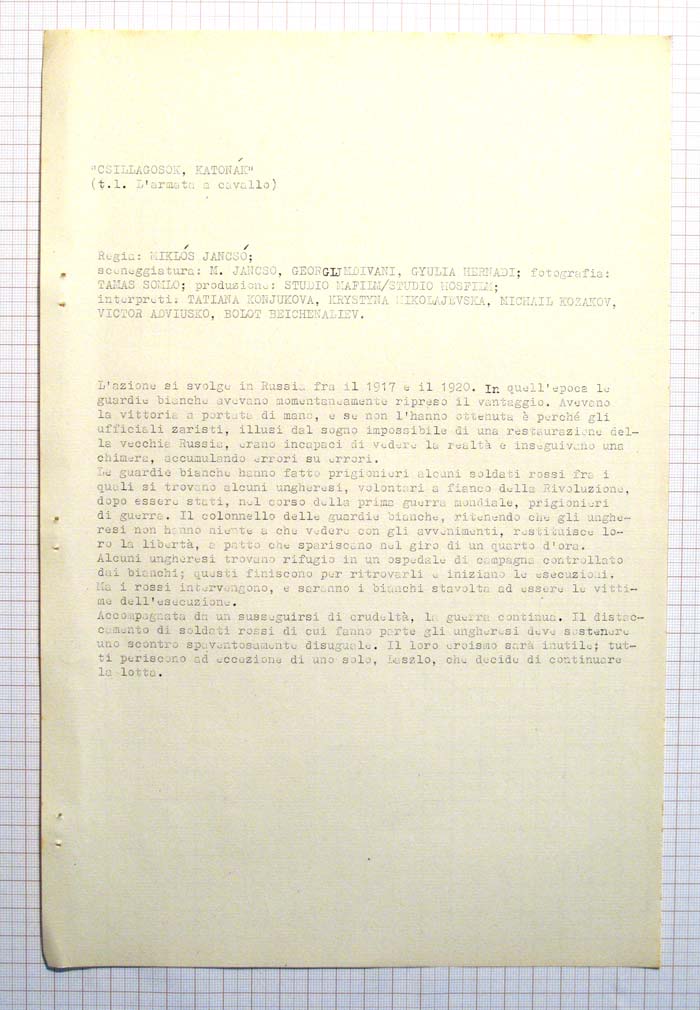 "CSILLAGOSOK, KATONÁK"
(t.l. L'armata a cavallo)
Regia: MIKLÓS JANCSÓ;
sceneggiatura: M. JANCSO, GEORGIJ MDIVANI, GYULIA HERNADI; fotografia:
TAMAS SOMLO; produzione: STUDIO MAFILM/STUDIO MOSFILM;
interpreti: TATIANA KONJUKOVA, KRYSTYNA MIKOLAJEVSKA, MICHAIL KOZAKOV,
VICTOR ADVIUSKO, BOLOT BEICHENALIEV.
L'azione si svolge in Russia fra il 1917 e il 1920. In quell'epoca le
guardie bianche avevano momentaneamente ripreso il vantaggio. Avevano
la vittoria a portata di mano, e se non l'hanno ottenuta è perché gli
ufficiali zaristi, illusi dal sogno impossibile di una restaurazione del-
la vecchia Russia, erano incapaci di vedere la realtà e inseguivano una
chimera, accumulando errori su errori.
Le guardie bianche hanno fatto prigionieri alcuni soldati rossi fra i
quali si trovano alcuni ungheresi, volontari a fianco della Rivoluzione,
dopo essere stati, nel corso della prima guerra mondiale, prigionieri
di guerra. Il colonnello delle guardie bianche, ritenendo che gli unghe-
resi non hanno niente a che vedere con gli avvenimenti, restituisce lo-
ro la libertà, a patto che spariscano nel giro di un quarto d'ora.
Alcuni ungheresi trovano rifugio in un ospedale di campagna controllato
dai bianchi; questi finiscono per ritrovarli e iniziano le esecuzioni.
Ma i rossi intervengono, e saranno i bianchi stavolta ad essere le vitti-
me dell'esecuzione.
Accompagnata da un susseguirsi di crudeltà, la guerra continua. Il distac-
camento di soldati rossi di cui fanno parte gli ungheresi deve sostenere
uno scontro spaventosamente disuguale. Il loro eroismo sarà inutile; tut-
ti periscono ad eccezione di uno solo, Laszlo, che decide di continuare
la lotta.